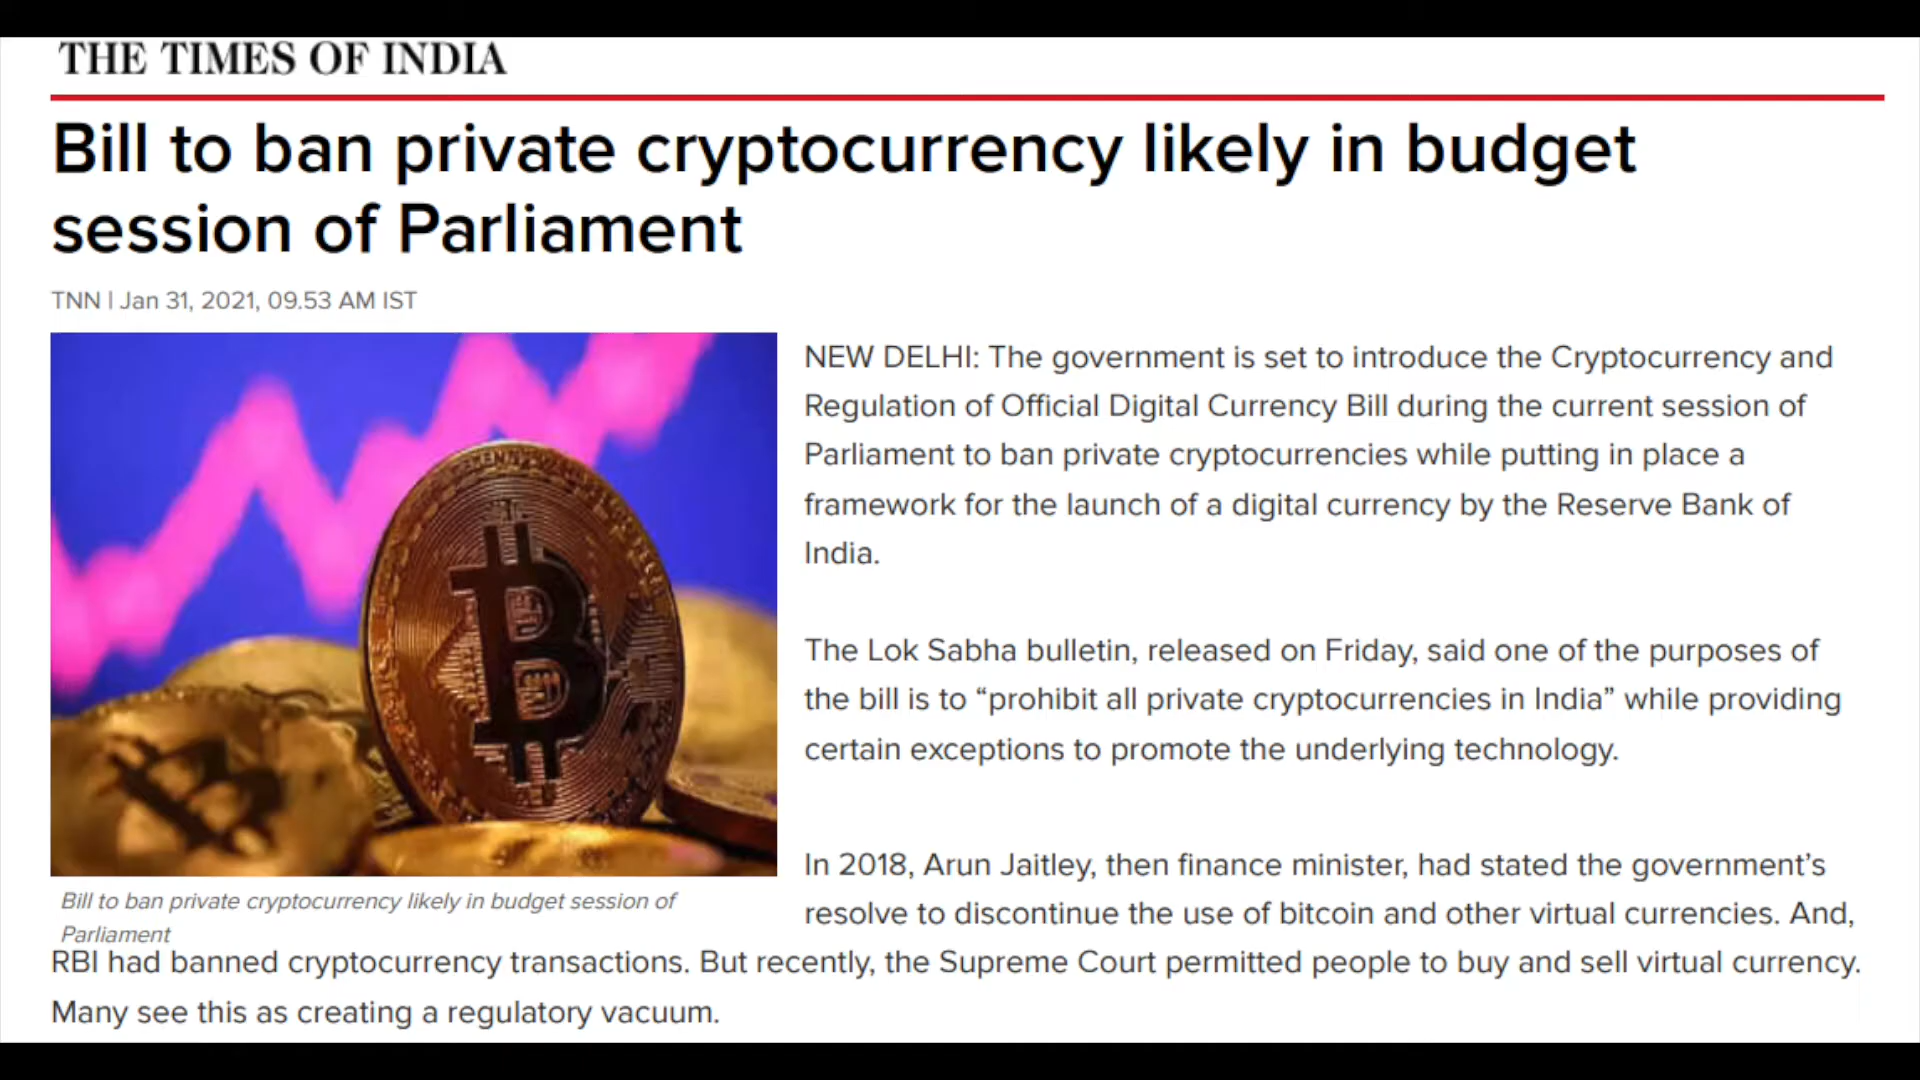 THE TIMES OF INDIA
Bill to ban private cryptocurrency likely in budget
session of Parliament
TNN | Jan 31, 2021, 09.53 AM IST
NEW DELHI: The government is set to introduce the Cryptocurrency and
Regulation of Official Digital Currency Bill during the current session of
Parliament to ban private cryptocurrencies while putting in place a
framework for the launch of a digital currency by the Reserve Bank of
India.
The Lok Sabha bulletin, released on Friday, said one of the purposes of
the bill is to “prohibit all private cryptocurrencies in India” while providing
certain exceptions to promote the underlying technology.
Bill to ban private cryptocurrency likely in budget session of
Parliament
In 2018, Arun Jaitley, then finance minister, had stated the government’s
resolve to discontinue the use of bitcoin and other virtual currencies. And,
RBI had banned cryptocurrency transactions. But recently, the Supreme Court permitted people to buy and sell virtual currency.
Many see this as creating a regulatory vacuum.